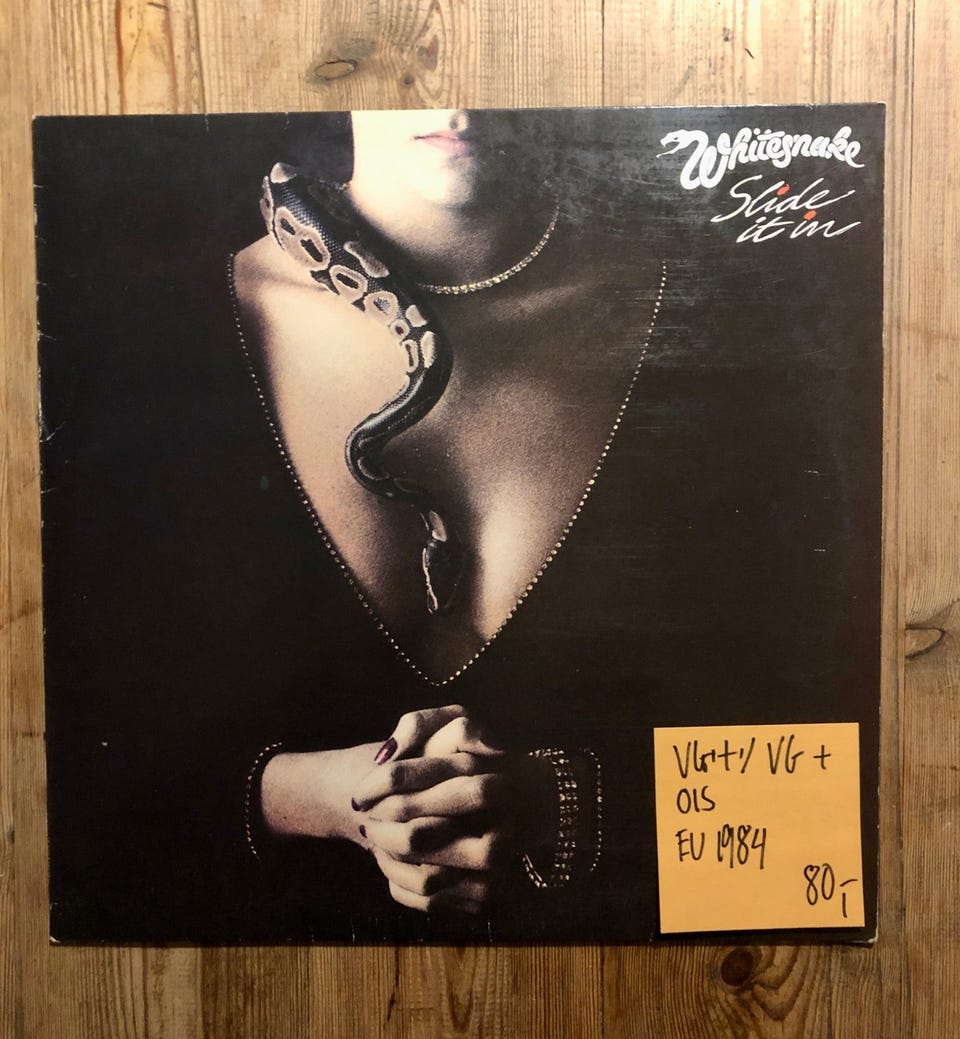 Whitesnake
Slide
it in
VG+/ VG +
OIS
EU 1984
80,-